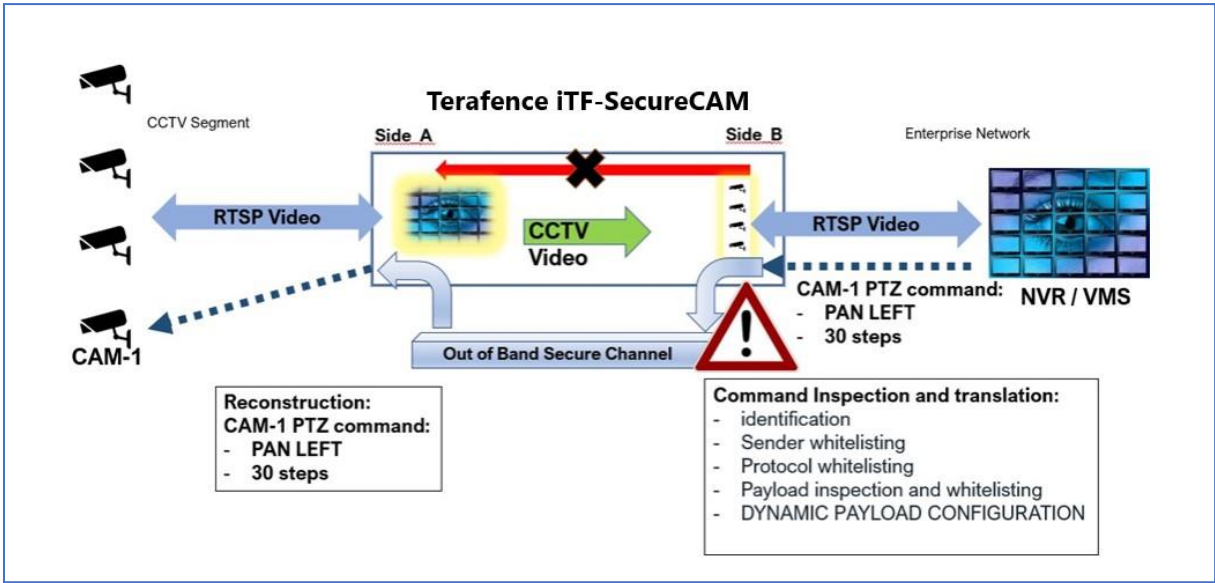 Terafence iTF-SecureCAM
CCTV Segment
Side_A
Side_B
Enterprise Network
RTSP Video
CCTV
Video
RTSP Video
CAM-1 PTZ command:
- PAN LEFT
- 30 steps
NVR / VMS
CAM-1
Out of Band Secure Channel
Reconstruction:
CAM-1 PTZ command:
- PAN LEFT
- 30 steps
Command Inspection and translation:
- identification
- Sender whitelisting
- Protocol whitelisting
- Payload inspection and whitelisting
- DYNAMIC PAYLOAD CONFIGURATION